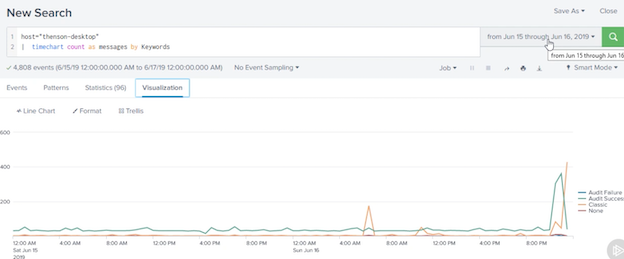 New Search
Save As ▾ Close
1 host="thenson-desktop"
2 | timechart count as messages by Keywords
from Jun 15 through Jun 16, 2019 ▾
from Jun 15 through Jun 16
✓ 4,808 events (6/15/19 12:00:00.000 AM to 6/17/19 12:00:00.000 AM) No Event Sampling ▾ Job ▾ Smart Mode ▾
Events Patterns Statistics (96) Visualization
Line Chart Format Trellis
600
400
200
Audit Failure
Audit Success
Classic
None
12:00 AM 4:00 AM 8:00 AM 12:00 PM 4:00 PM 8:00 PM 12:00 AM 4:00 AM 8:00 AM 12:00 PM 4:00 PM 8:00 PM
Sat Jun 15 Sun Jun 16
2019